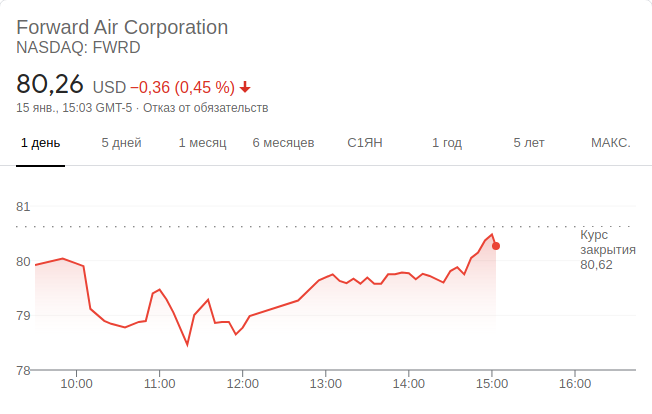 Forward Air Corporation
NASDAQ: FWRD
80,26 USD −0,36 (0,45 %)
15 янв., 15:03 GMT-5 · Отказ от обязательств
1 день 5 дней 1 месяц 6 месяцев С1ЯН 1 год 5 лет МАКС.
81
80
79
78
Курс
закрытия
80,62
10:00 11:00 12:00 13:00 14:00 15:00 16:00